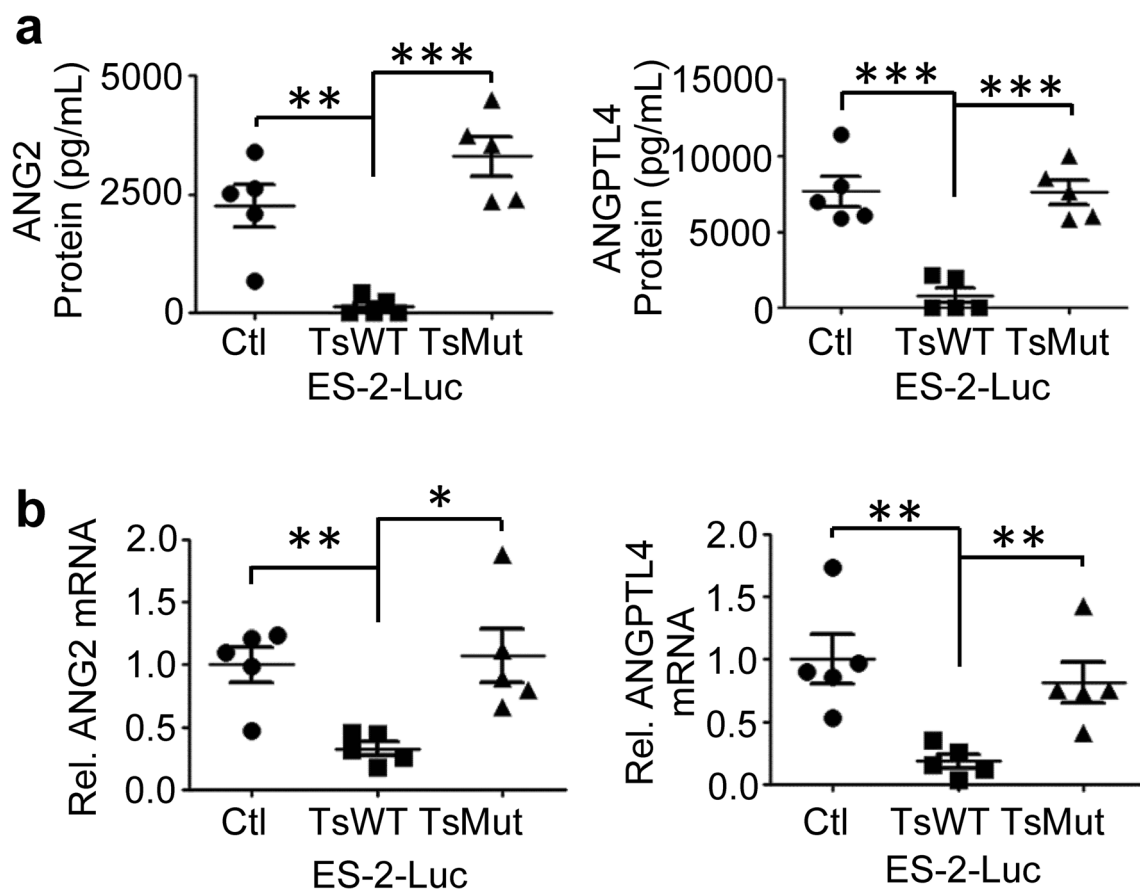 a
ANG2
Protein (pg/mL)
5000
2500
0
**
***
Ctl TsWT TsMut
ES-2-Luc
ANGPTL4
Protein (pg/mL)
15000
10000
5000
0
***
***
Ctl TsWT TsMut
ES-2-Luc
b
Rel. ANG2 mRNA
2.0
1.5
1.0
0.5
0.0
**
*
Ctl TsWT TsMut
ES-2-Luc
Rel. ANGPTL4
mRNA
2.0
1.5
1.0
0.5
0.0
**
**
Ctl TsWT TsMut
ES-2-Luc